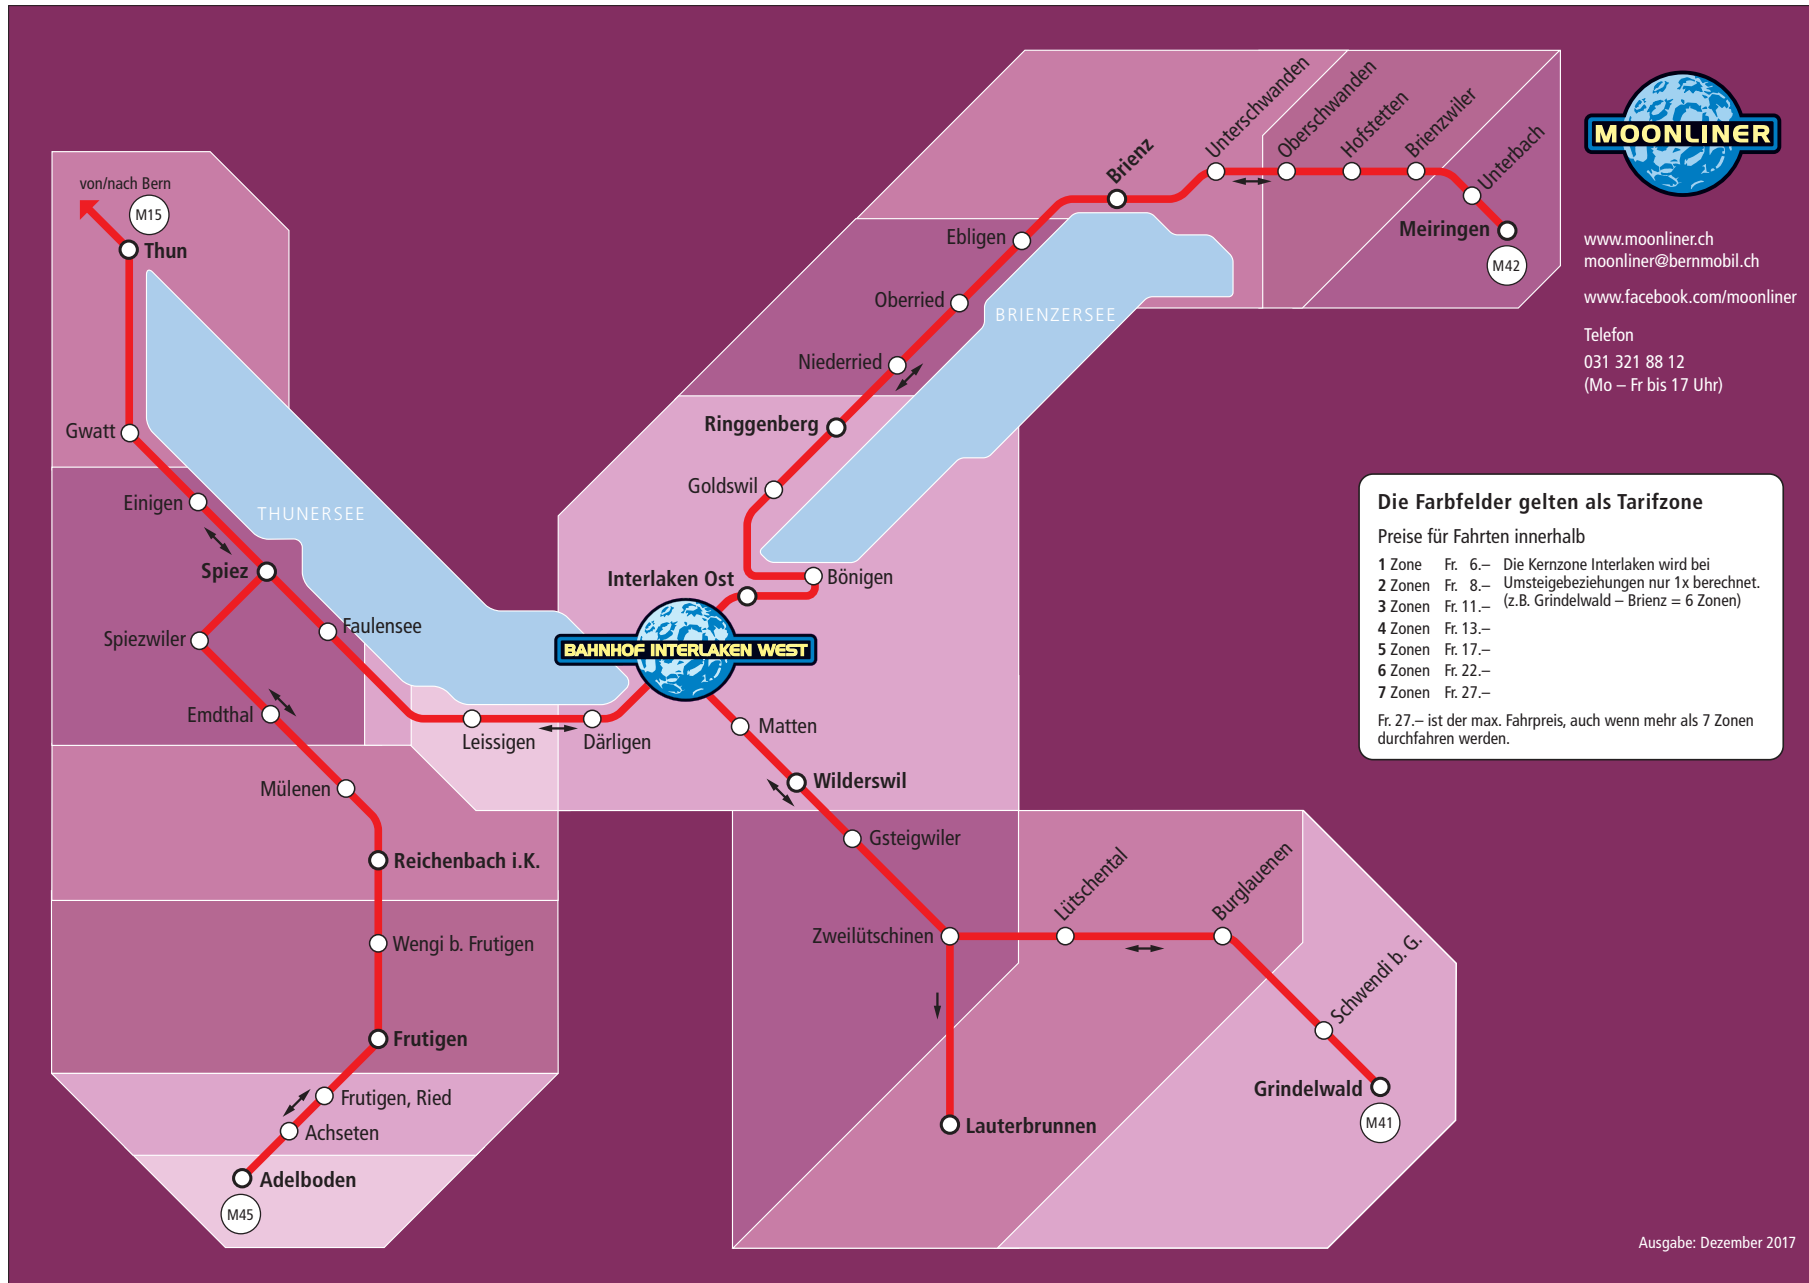 von/nach Bern
M15
Thun
Gwatt
Einigen
Spiez
Spiezwiler
Faulensee
Emdthal
Mülenen
Reichenbach i.K.
Wengi b. Frutigen
Frutigen
Frutigen, Ried
Achseten
Adelboden
M45
THUNERSEE
Leissigen
Därligen
BAHNHOF INTERLAKEN WEST
Interlaken Ost
Bönigen
Goldswil
Ringgenberg
Niederried
Oberried
Ebligen
BRIENZERSEE
Brienz
Unterschwanden
Oberschwanden
Hofstetten
Brienzwiler
Unterbach
Meiringen
M42
Matten
Wilderswil
Gsteigwiler
Zweilütschinen
Lütschental
Burglauenen
Schwendi b. G.
Grindelwald
M41
Lauterbrunnen
MOONLINER
www.moonliner.ch
moonliner@bernmobil.ch
www.facebook.com/moonliner
Telefon
031 321 88 12
(Mo – Fr bis 17 Uhr)
Die Farbfelder gelten als Tarifzone
Preise für Fahrten innerhalb
1 Zone Fr. 6.–
2 Zonen Fr. 8.–
3 Zonen Fr. 11.–
4 Zonen Fr. 13.–
5 Zonen Fr. 17.–
6 Zonen Fr. 22.–
7 Zonen Fr. 27.–
Die Kernzone Interlaken wird bei
Umsteigebeziehungen nur 1x berechnet.
(z.B. Grindelwald – Brienz = 6 Zonen)
Fr. 27.– ist der max. Fahrpreis, auch wenn mehr als 7 Zonen
durchfahren werden.
Ausgabe: Dezember 2017